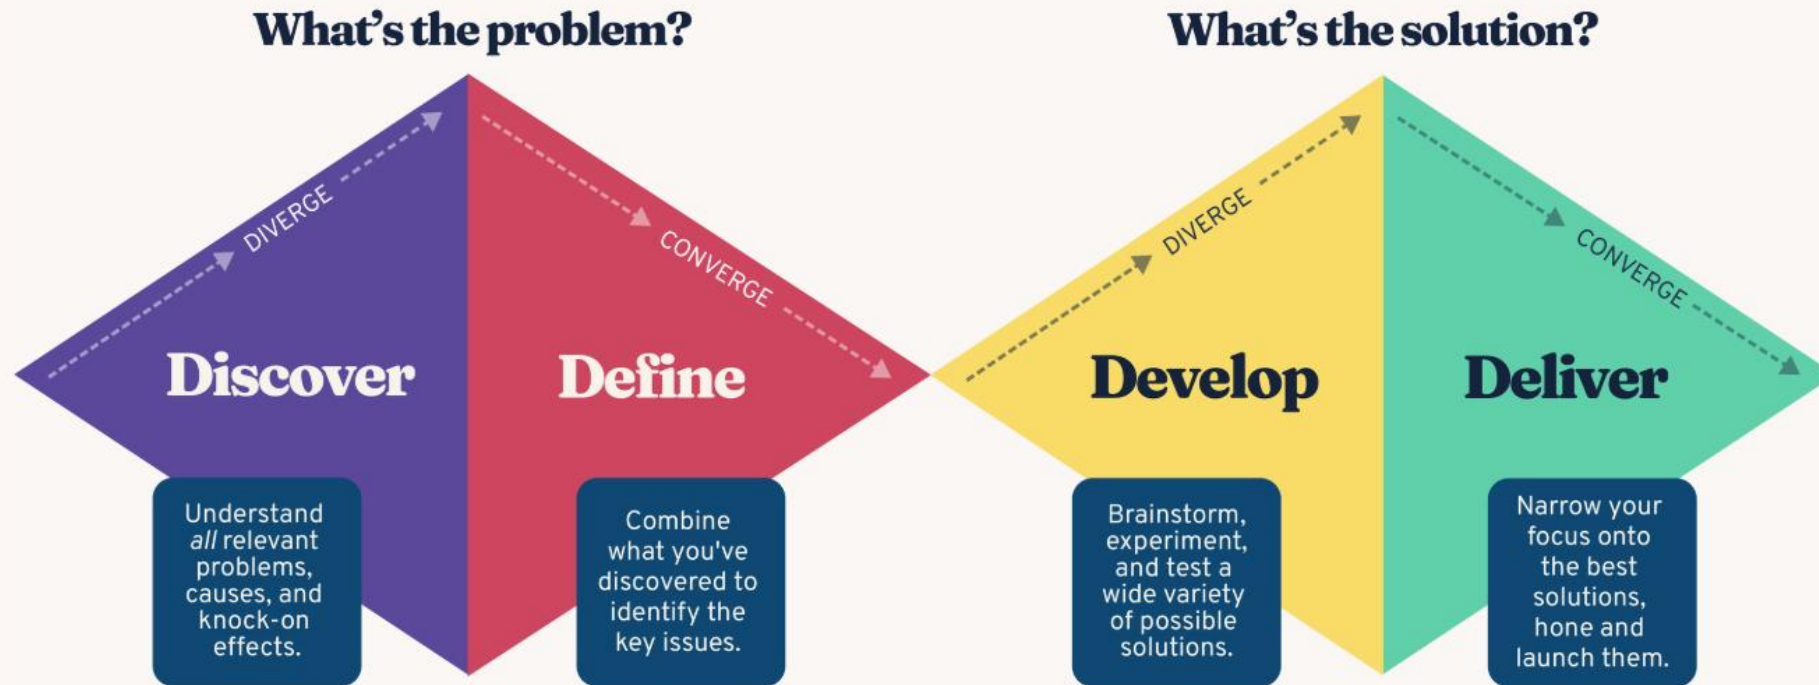 What's the problem?
DIVERGE
CONVERGE
Discover
Define
Understand
all relevant
problems,
causes, and
knock-on
effects.
Combine
what you've
discovered to
identify the
key issues.
What's the solution?
DIVERGE
CONVERGE
Develop
Deliver
Brainstorm,
experiment,
and test a
wide variety
of possible
solutions.
Narrow your
focus onto
the best
solutions,
hone and
launch them.